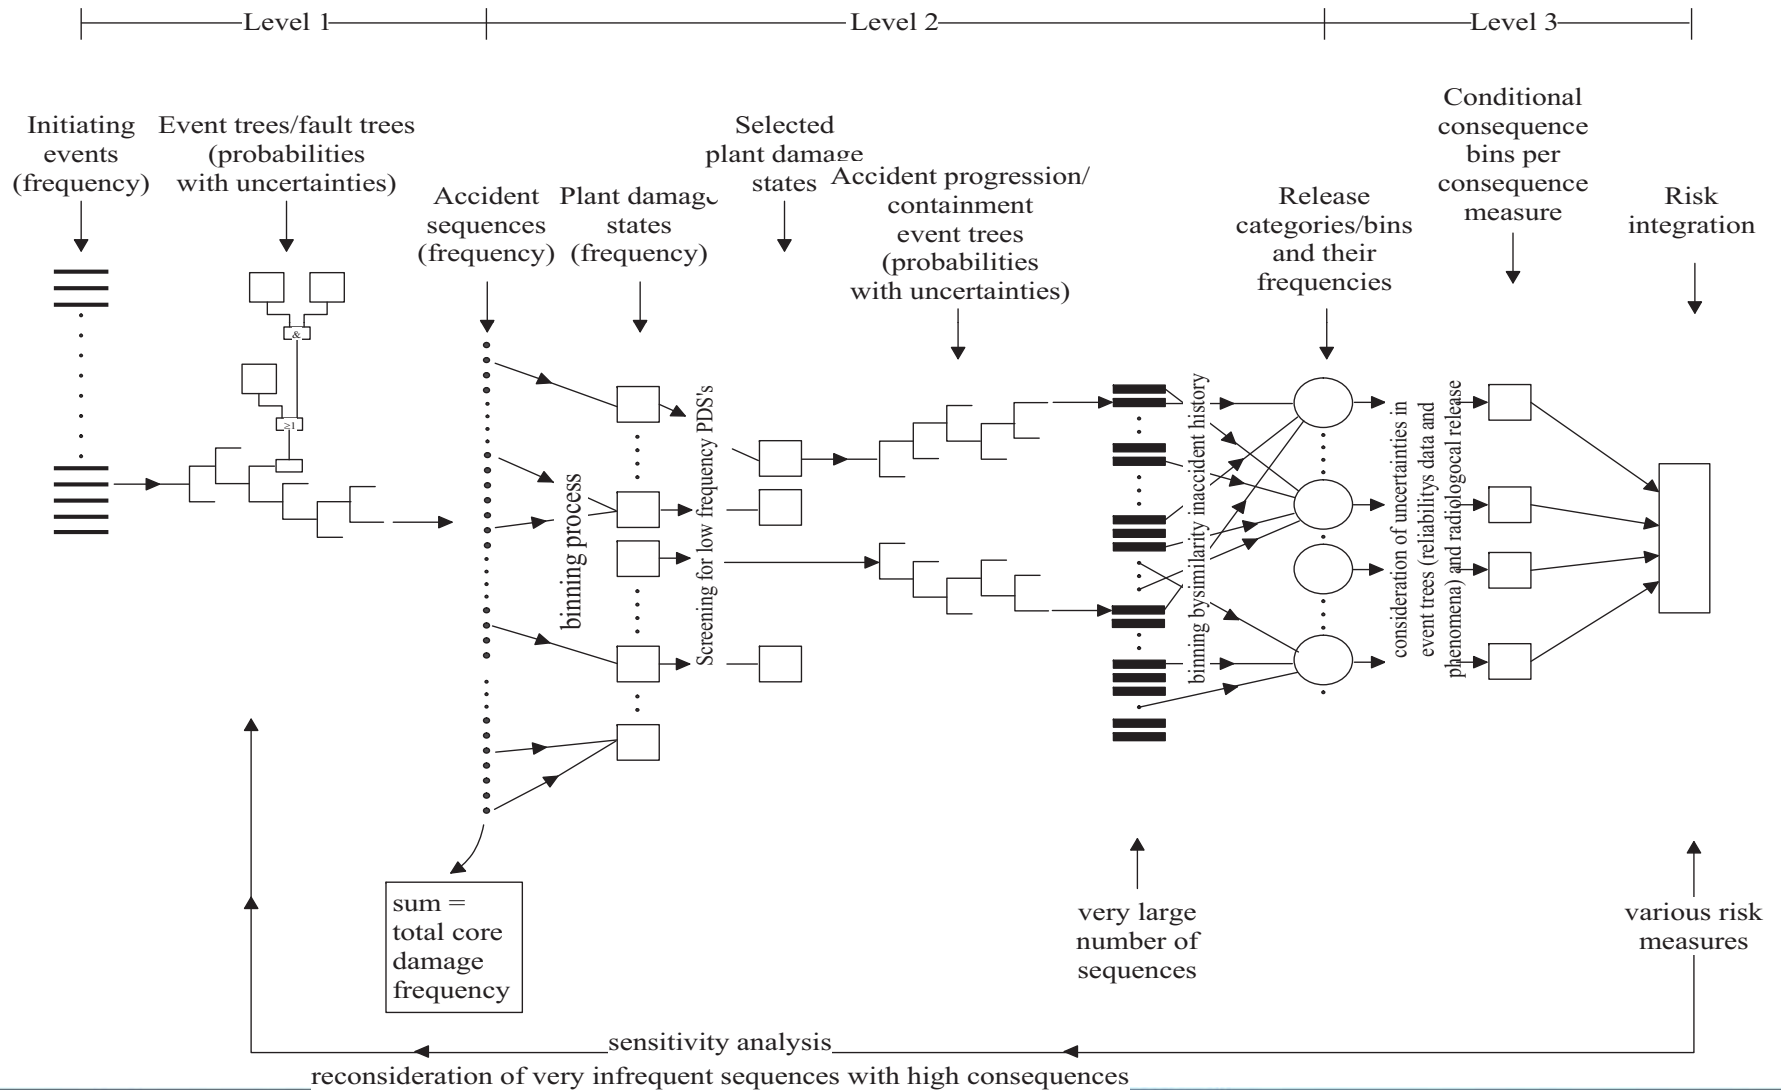 Level 1
Level 2
Level 3
Initiating
events
(frequency)
Event trees/fault trees
(probabilities
with uncertainties)
Accident
sequences
(frequency)
Plant damage
states
(frequency)
Selected
plant damage
states
Accident progression/
containment
event trees
(probabilities
with uncertainties)
Release
categories/bins
and their
frequencies
Conditional
consequence
bins per
consequence
measure
Risk
integration
&
≥1
binning process
Screening for low frequency PDS's
binning bysimilarity inaccident history
consideration of uncertainties in
event trees (reliabilitys data and
phenomena) and radiologocal release
sum =
total core
damage
frequency
very large
number of
sequences
various risk
measures
sensitivity analysis
reconsideration of very infrequent sequences with high consequences